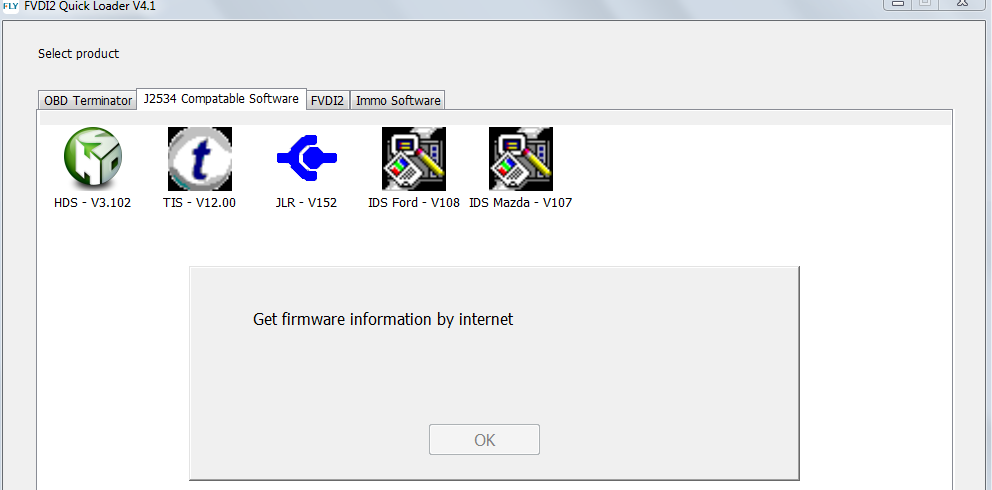 FLY FVDI2 Quick Loader V4.1
Select product
OBD Terminator J2534 Compatable Software FVDI2 Immo Software
t
HDS - V3.102 TIS - V12.00 JLR - V152 IDS Ford - V108 IDS Mazda - V107
Get firmware information by internet
OK